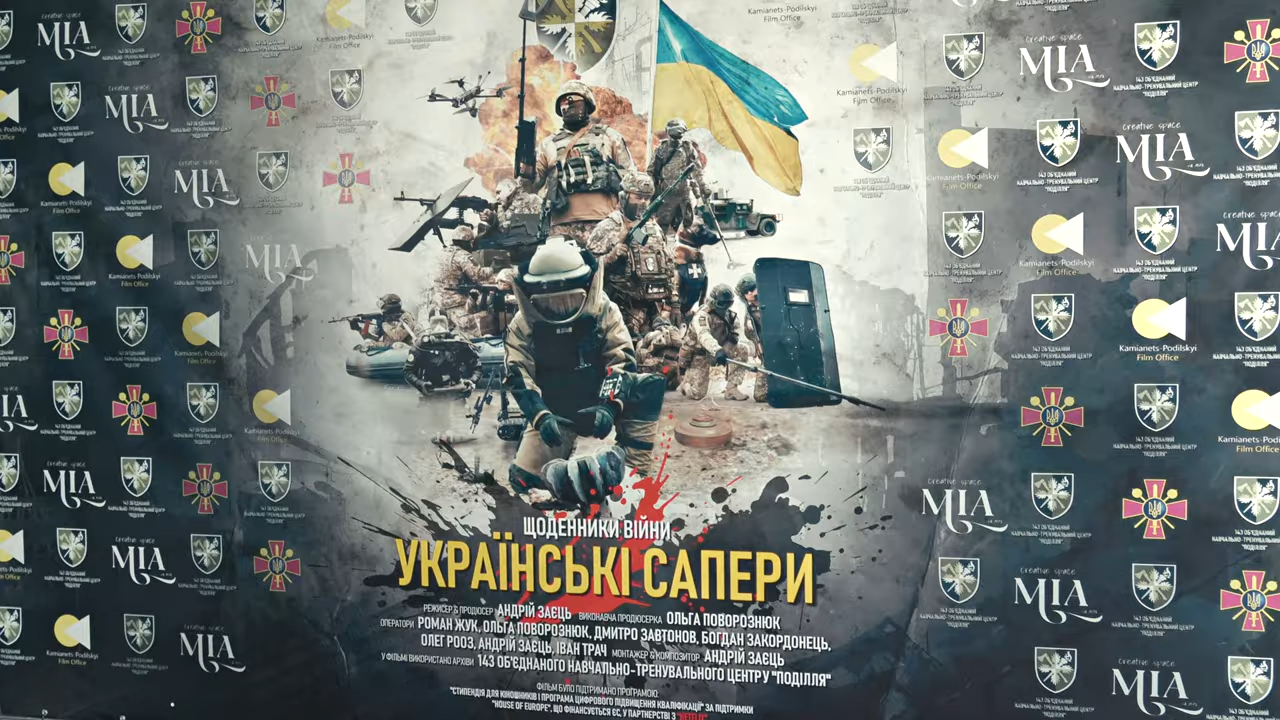 ЩОДЕННИКИ ВІЙНИ
УКРАЇНСЬКІ САПЕРИ
РЕЖИСЕР & ПРОДЮСЕР АНДРІЙ ЗАЄЦЬ ВИКОНАВЧА ПРОДЮСЕРКА ОЛЬГА ПОВОРОЗНЮК
ОПЕРАТОРИ РОМАН ЖУК, ОЛЬГА ПОВОРОЗНЮК, ДМИТРО ЗАВТОНОВ, БОГДАН ЗАКОРДОНЕЦЬ,
ОЛЕГ РООЗ, АНДРІЙ ЗАЄЦЬ, ІВАН ТРАЧ МОНТАЖЕР & КОМПОЗИТОР АНДРІЙ ЗАЄЦЬ
У ФІЛЬМІ ВИКОРИСТАНО АРХІВИ 143 ОБ'ЄДНАНОГО НАВЧАЛЬНО-ТРЕНУВАЛЬНОГО ЦЕНТРУ "ПОДІЛЛЯ"
ФІЛЬМ БУЛО ПІДТРИМАНО ПРОГРАМОЮ:
"СТИПЕНДІЯ ДЛЯ КІНОШНИКІВ І ПРОГРАМА ЦИФРОВОГО ПІДВИЩЕННЯ КВАЛІФІКАЦІЇ" ЗА ПІДТРИМКИ
"HOUSE OF EUROPE", ЩО ФІНАНСУЄТЬСЯ ЄС, У ПАРТНЕРСТВІ З "NETFLIX"
creative space
MIA
Kamianets-Podilskyi
Film Office
143 ОБ'ЄДНАНИЙ
НАВЧАЛЬНО-ТРЕНУВАЛЬНИЙ ЦЕНТР
"ПОДІЛЛЯ"